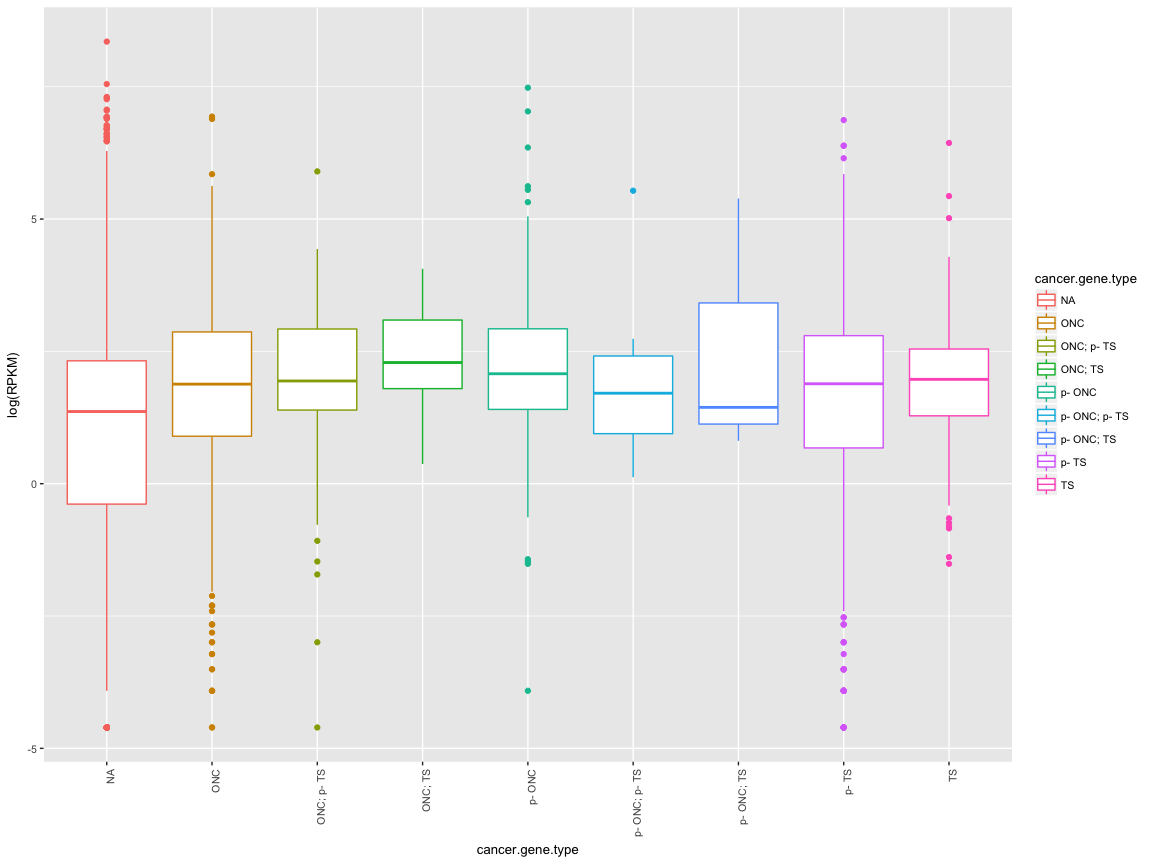 log(RPKM)
5
0
-5
NA
ONC
ONC; p- TS
ONC; TS
p- ONC
p- ONC; p- TS
p- ONC; TS
p- TS
TS
cancer.gene.type
cancer.gene.type
NA
ONC
ONC; p- TS
ONC; TS
p- ONC
p- ONC; p- TS
p- ONC; TS
p- TS
TS